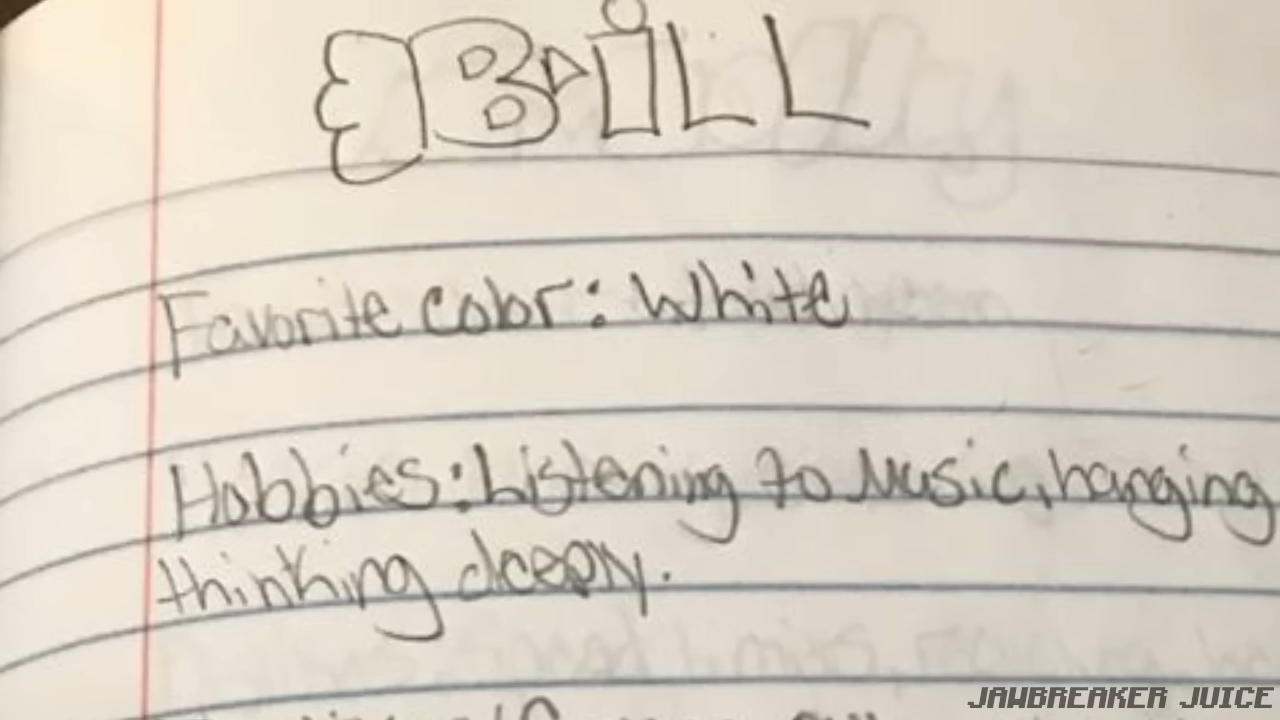 BiLL
Favorite color: White
Hobbies: Listening to Music, hanging
thinking deeply.
JAWBREAKER JUICE